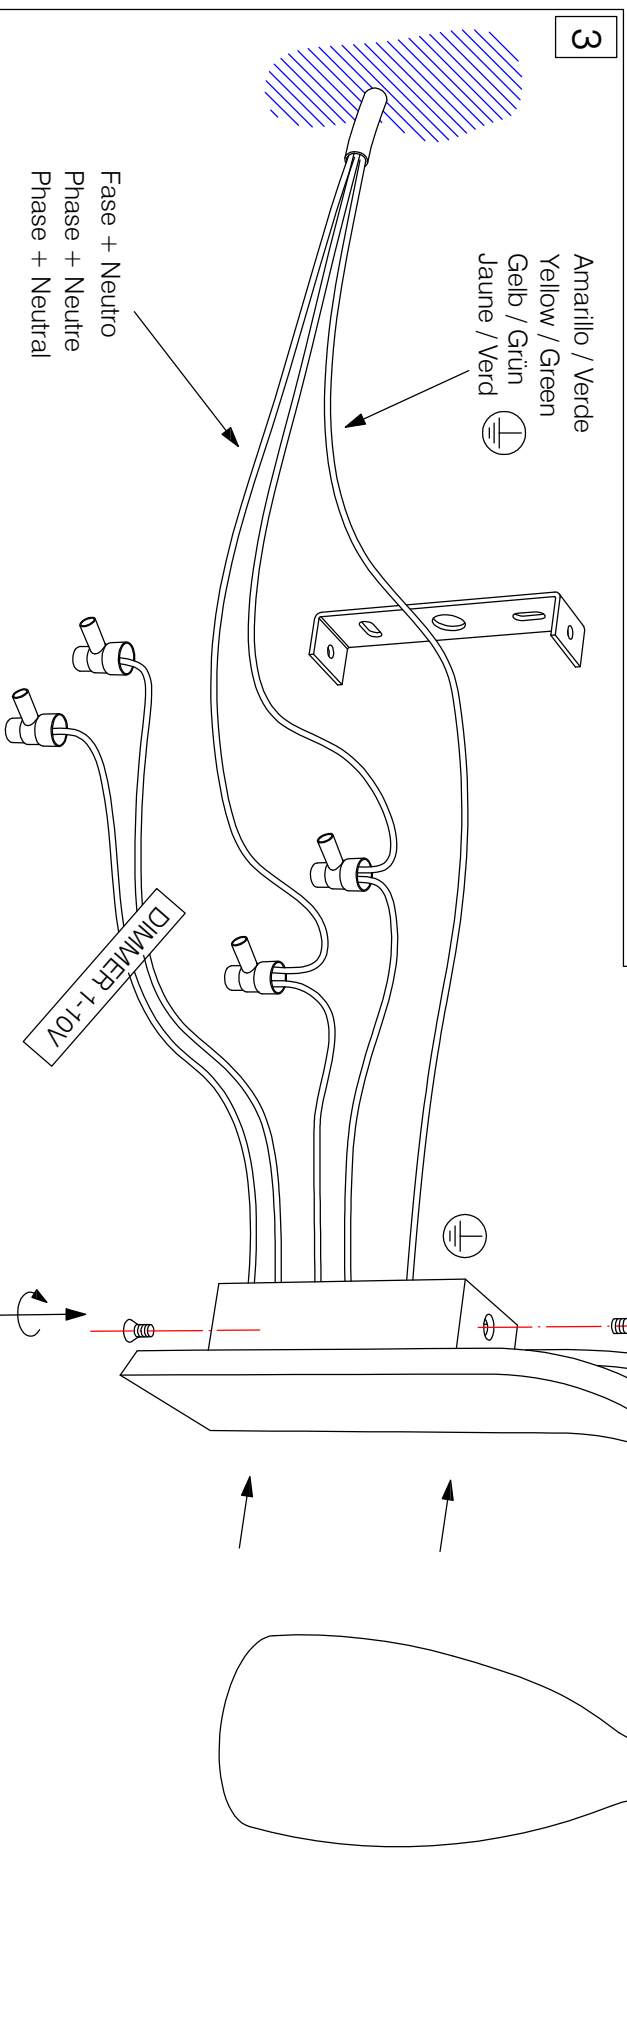 3
Amarillo / Verde
Yellow / Green
Gelb / Grün
Jaune / Verd
Fase + Neutro
Phase + Neutre
Phase + Neutral
DIMMER 1-10V